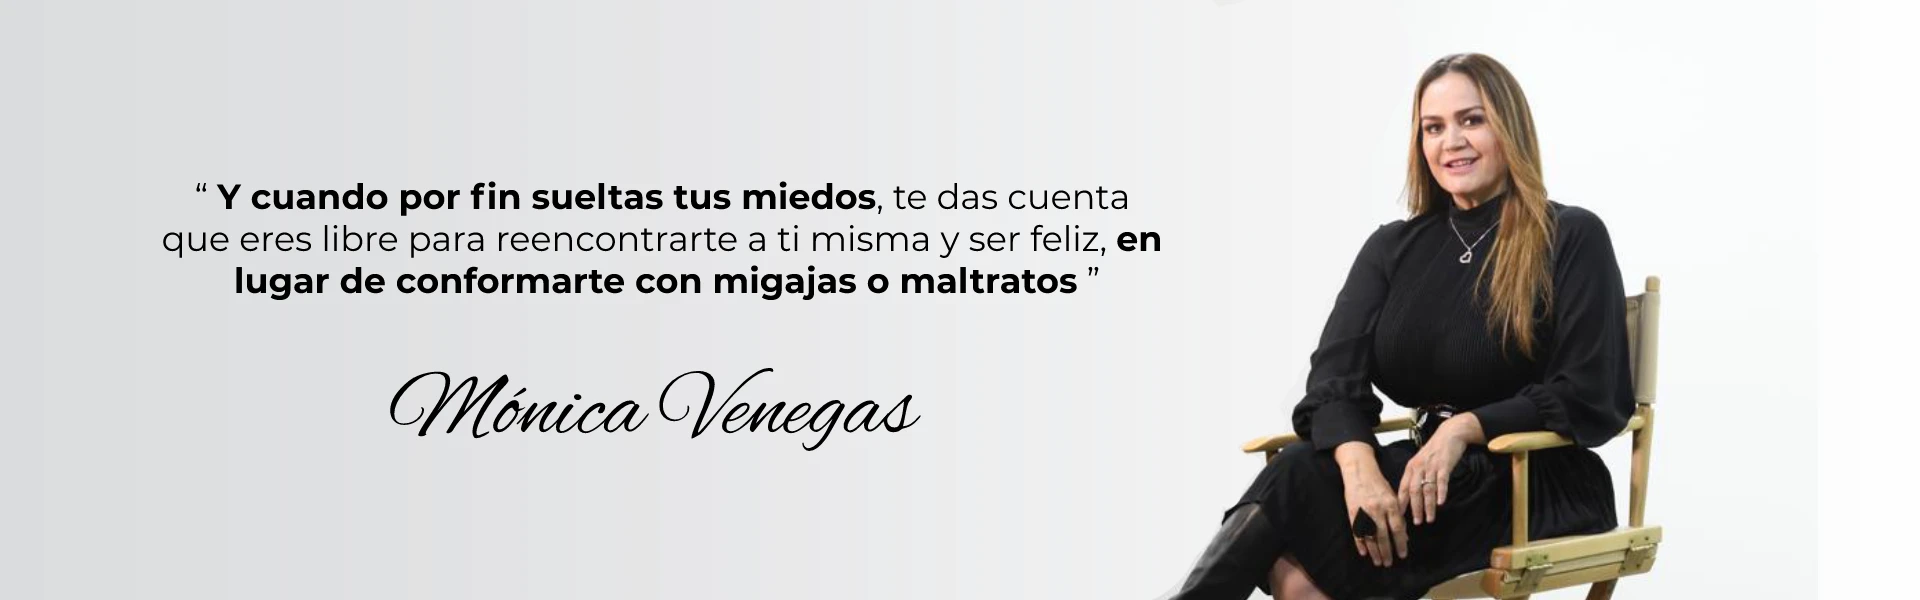 “ Y cuando por fin sueltas tus miedos, te das cuenta
que eres libre para reencontrarte a ti misma y ser feliz, en
lugar de conformarte con migajas o maltratos ”
Mónica Venegas